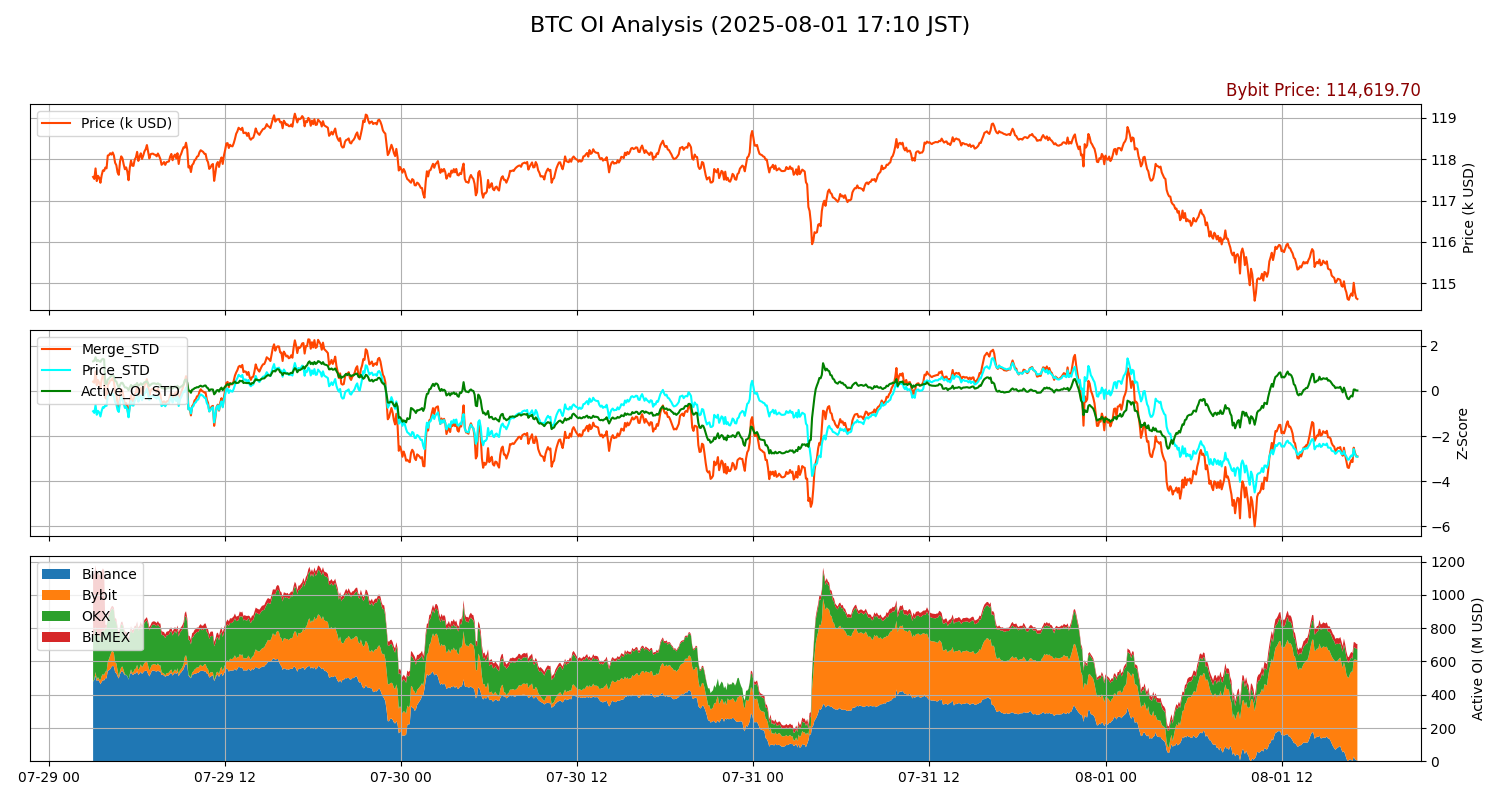 BTC OI Analysis (2025-08-01 17:10 JST)
Bybit Price: 114,619.70
Price (k USD)
119
118
117
116
115
Price (k USD)
Merge_STD
Price_STD
Active_OI_STD
2
0
−2
−4
−6
Z-Score
Binance
Bybit
OKX
BitMEX
1200
1000
800
600
400
200
0
Active OI (M USD)
07-29 00 07-29 12 07-30 00 07-30 12 07-31 00 07-31 12 08-01 00 08-01 12